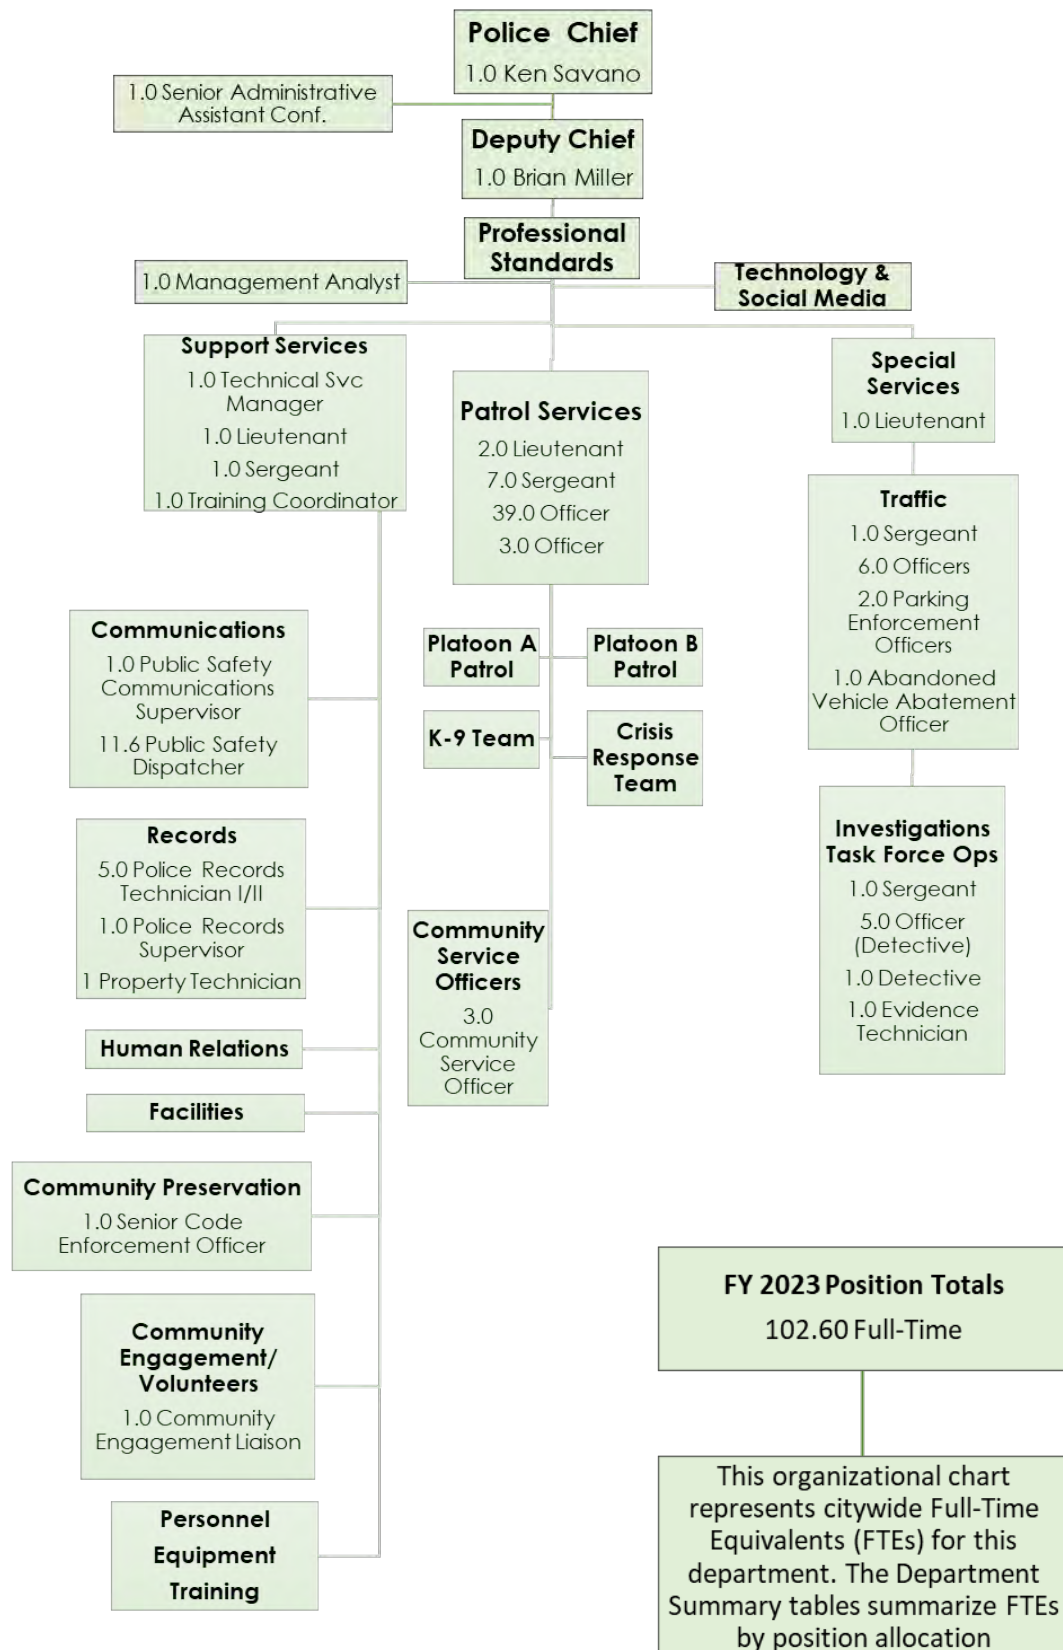 Police Chief
1.0 Ken Savano
1.0 Senior Administrative
Assistant Conf.
Deputy Chief
1.0 Brian Miller
Professional
Standards
1.0 Management Analyst
Technology &
Social Media
Support Services
1.0 Technical Svc
Manager
1.0 Lieutenant
1.0 Sergeant
1.0 Training Coordinator
Patrol Services
2.0 Lieutenant
7.0 Sergeant
39.0 Officer
3.0 Officer
Special
Services
1.0 Lieutenant
Traffic
1.0 Sergeant
6.0 Officers
2.0 Parking
Enforcement
Officers
1.0 Abandoned
Vehicle Abatement
Officer
Communications
1.0 Public Safety
Communications
Supervisor
11.6 Public Safety
Dispatcher
Platoon A
Patrol
Platoon B
Patrol
K-9 Team
Crisis
Response
Team
Investigations
Task Force Ops
1.0 Sergeant
5.0 Officer
(Detective)
1.0 Detective
1.0 Evidence
Technician
Records
5.0 Police Records
Technician I/II
1.0 Police Records
Supervisor
1 Property Technician
Community
Service
Officers
3.0
Community
Service
Officer
Human Relations
Facilities
Community Preservation
1.0 Senior Code
Enforcement Officer
Community
Engagement/
Volunteers
1.0 Community
Engagement Liaison
Personnel
Equipment
Training
FY 2023 Position Totals
102.60 Full-Time
This organizational chart
represents citywide Full-Time
Equivalents (FTEs) for this
department. The Department
Summary tables summarize FTEs
by position allocation